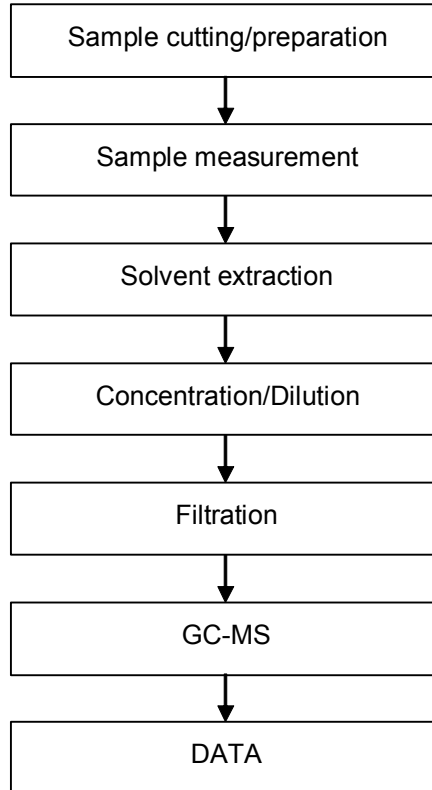 Sample cutting/preparation
Sample measurement
Solvent extraction
Concentration/Dilution
Filtration
GC-MS
DATA